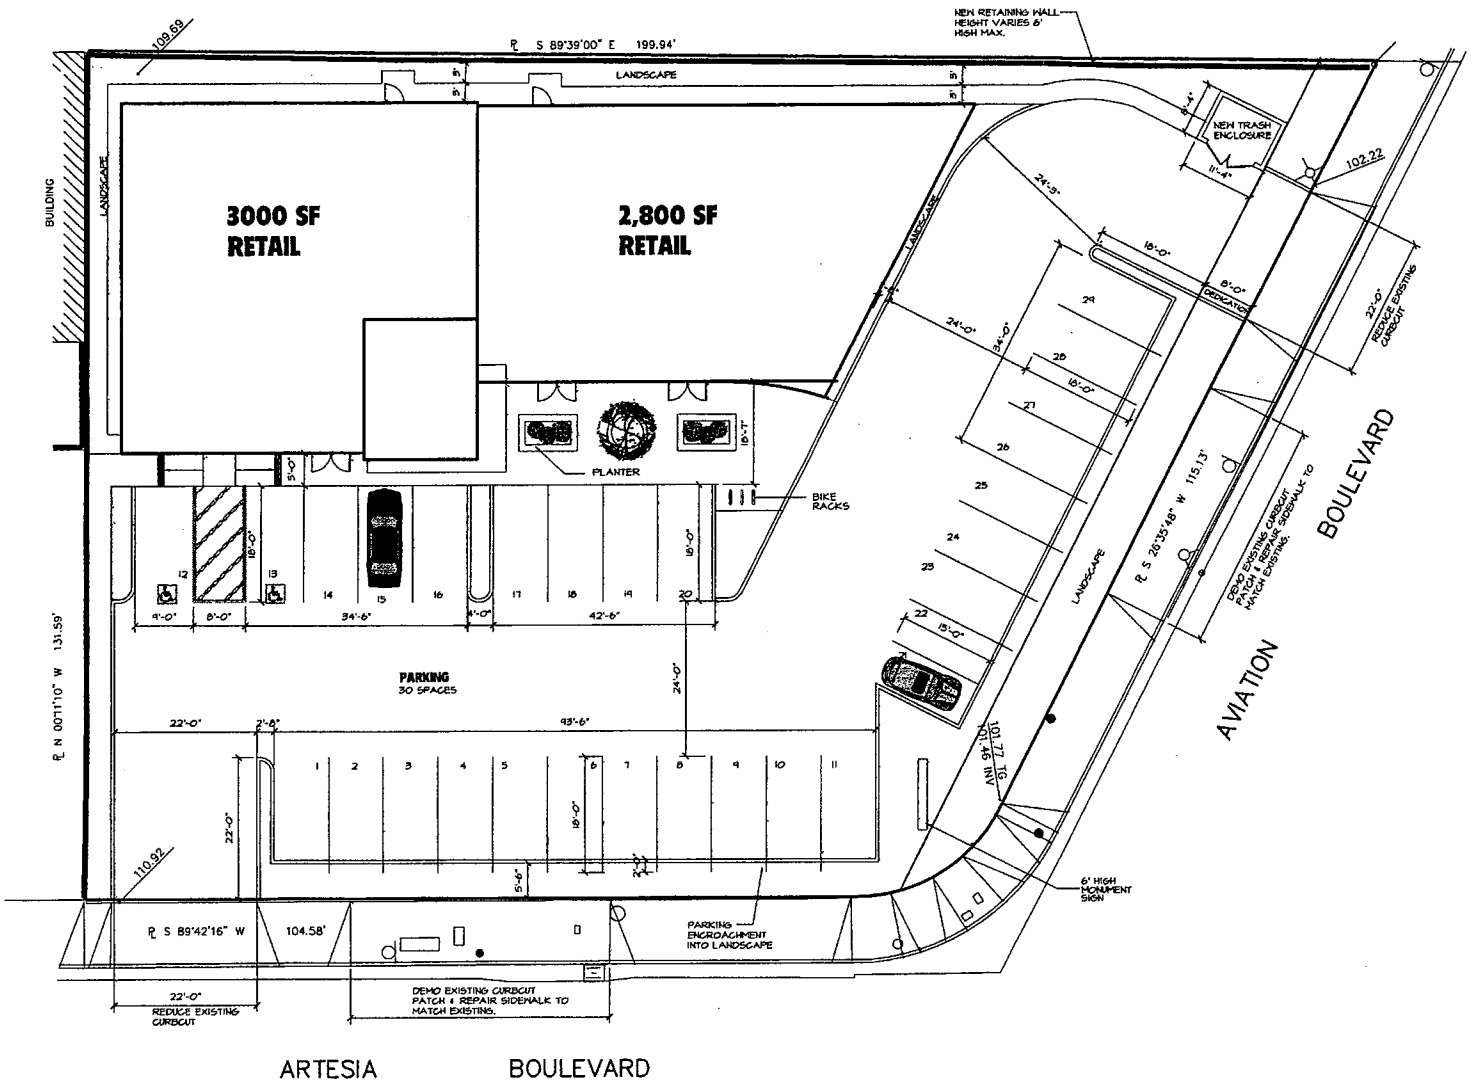 NEW RETAINING WALL
HEIGHT VARIES 6'
HIGH MAX.
109.69
℄ S 89°39'00" E 199.94'
LANDSCAPE
5'
5'
5'
5'
8'-4"
NEW TRASH
ENCLOSURE
11'-4"
102.22
BUILDING
LANDSCAPE
3000 SF
RETAIL
2,800 SF
RETAIL
LANDSCAPE
24'-3"
18'-0"
8'-0"
DEDICATION
22'-0"
REDUCE EXISTING
CURBCUT
24'-0"
34'-0"
18'-0"
29
28
27
26
25
24
23
22
15'-0"
PLANTER
18'-7"
BIKE
RACKS
5'-0"
18'-0"
18'-0"
12
13
14
15
16
17
18
19
20
9'-0"
8'-0"
34'-6"
4'-0"
42'-6"
LANDSCAPE
℄ S 26°35'48" W 115.13'
DEMO EXISTING CURBCUT
PATCH & REPAIR SIDEWALK TO
MATCH EXISTING.
AVIATION BOULEVARD
℄ N 00°11'10" W 131.59'
PARKING
30 SPACES
24'-0"
22'-0"
2'-8"
93'-6"
1
2
3
4
5
6
7
8
9
10
11
22'-0"
18'-0"
2'-0"
5'-6"
101.77 TG
101.46 INV
110.92
6' HIGH
MONUMENT
SIGN
℄ S 89°42'16" W 104.58'
PARKING
ENCROACHMENT
INTO LANDSCAPE
22'-0"
REDUCE EXISTING
CURBCUT
DEMO EXISTING CURBCUT
PATCH & REPAIR SIDEWALK TO
MATCH EXISTING.
ARTESIA BOULEVARD